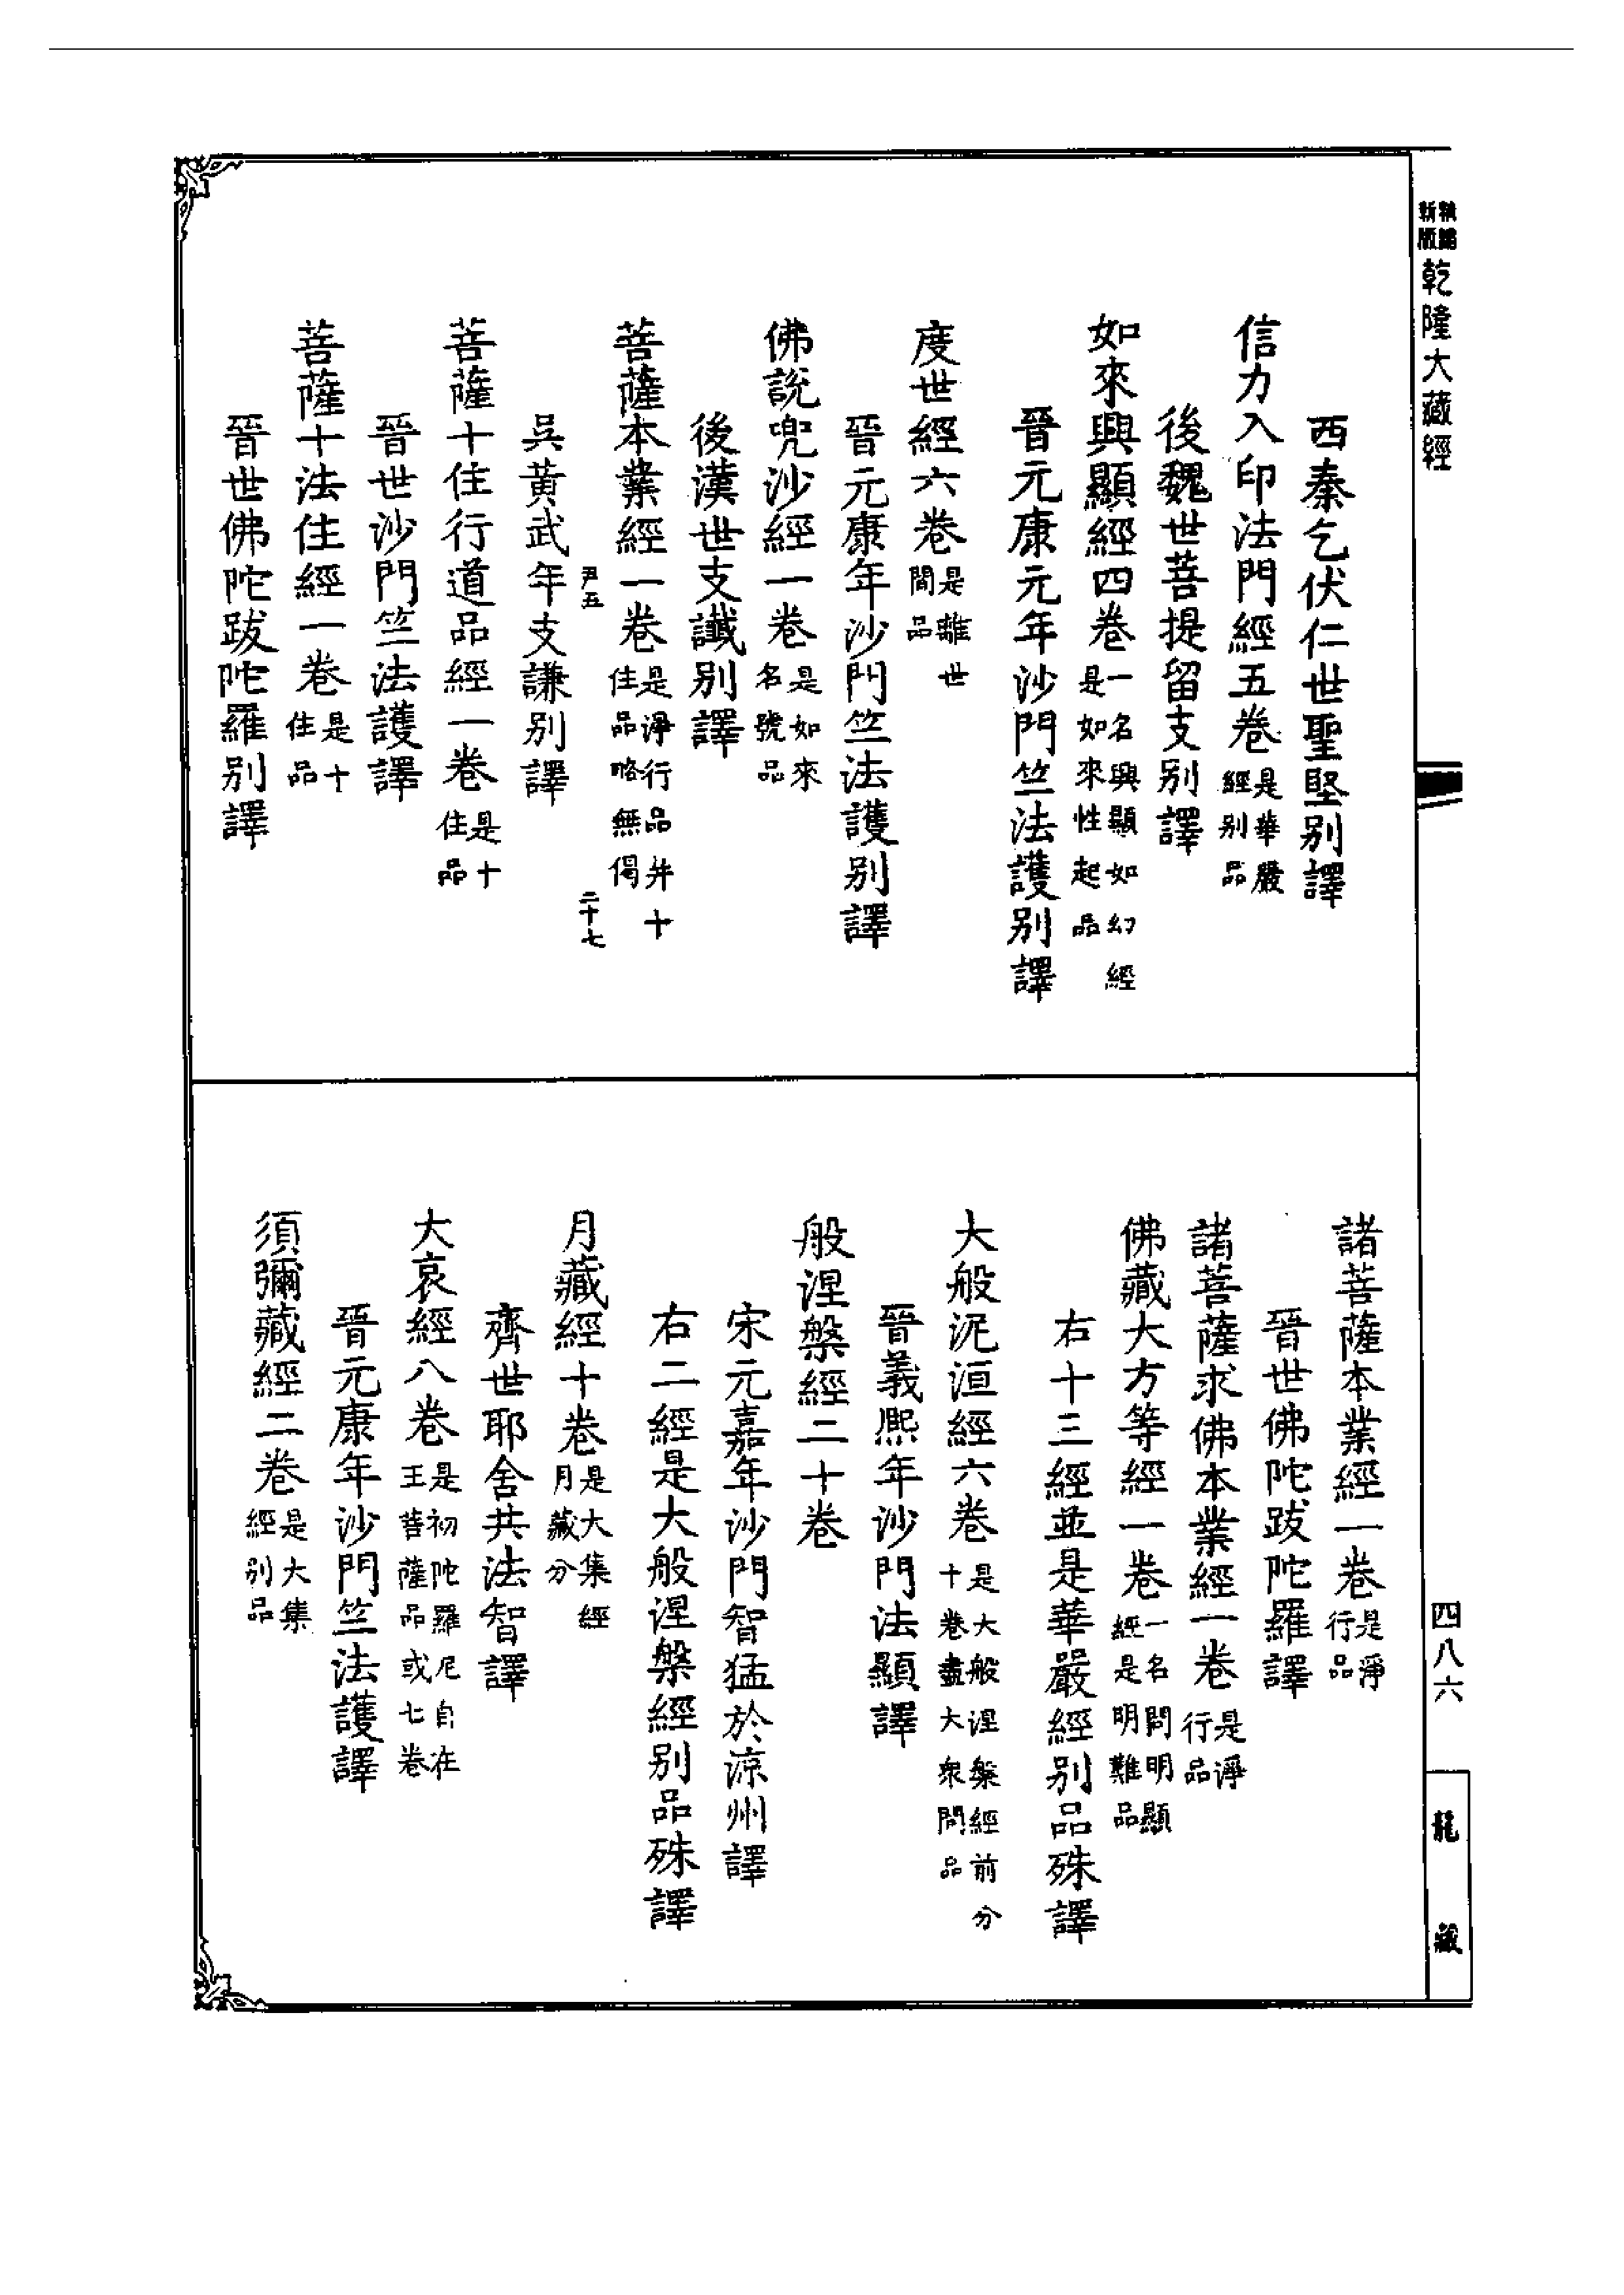 新編
新版
乾隆大藏經
西秦乞伏仁世聖堅別譯
信力入印法門經五卷是華嚴經別品
後魏世菩提留支別譯
如來興顯經四卷一名興顯如幻經是如來性起品
晉元康元年沙門竺法護別譯
度世經六卷是離世間品
晉元康年沙門竺法護別譯
佛說兜沙經一卷是如來名號品
後漢世支讖別譯
菩薩本業經一卷是淨行品并十住品略無偈
尹五
二十七
吳黃武年支謙別譯
菩薩十住行道品經一卷是十住品
晉世沙門竺法護譯
菩薩十法住經一卷是十住品
晉世佛陀跋陀羅別譯
諸菩薩本業經一卷是淨行品
晉世佛陀跋陀羅譯
諸菩薩求佛本業經一卷是淨行品
佛藏大方等經一卷一名問明顯經是明難品
右十三經並是華嚴經別品殊譯
大般泥洹經六卷是大般涅槃經前分十卷盡大眾問品
晉義熙年沙門法顯譯
般涅槃經二十卷
宋元嘉年沙門智猛於涼州譯
右二經是大般涅槃經別品殊譯
月藏經十卷是大集經月藏分
齊世耶舍共法智譯
大哀經八卷是初陀羅尼自在王菩薩品或七卷
晉元康年沙門竺法護譯
須彌藏經二卷是大集經別品
四八六
龍藏